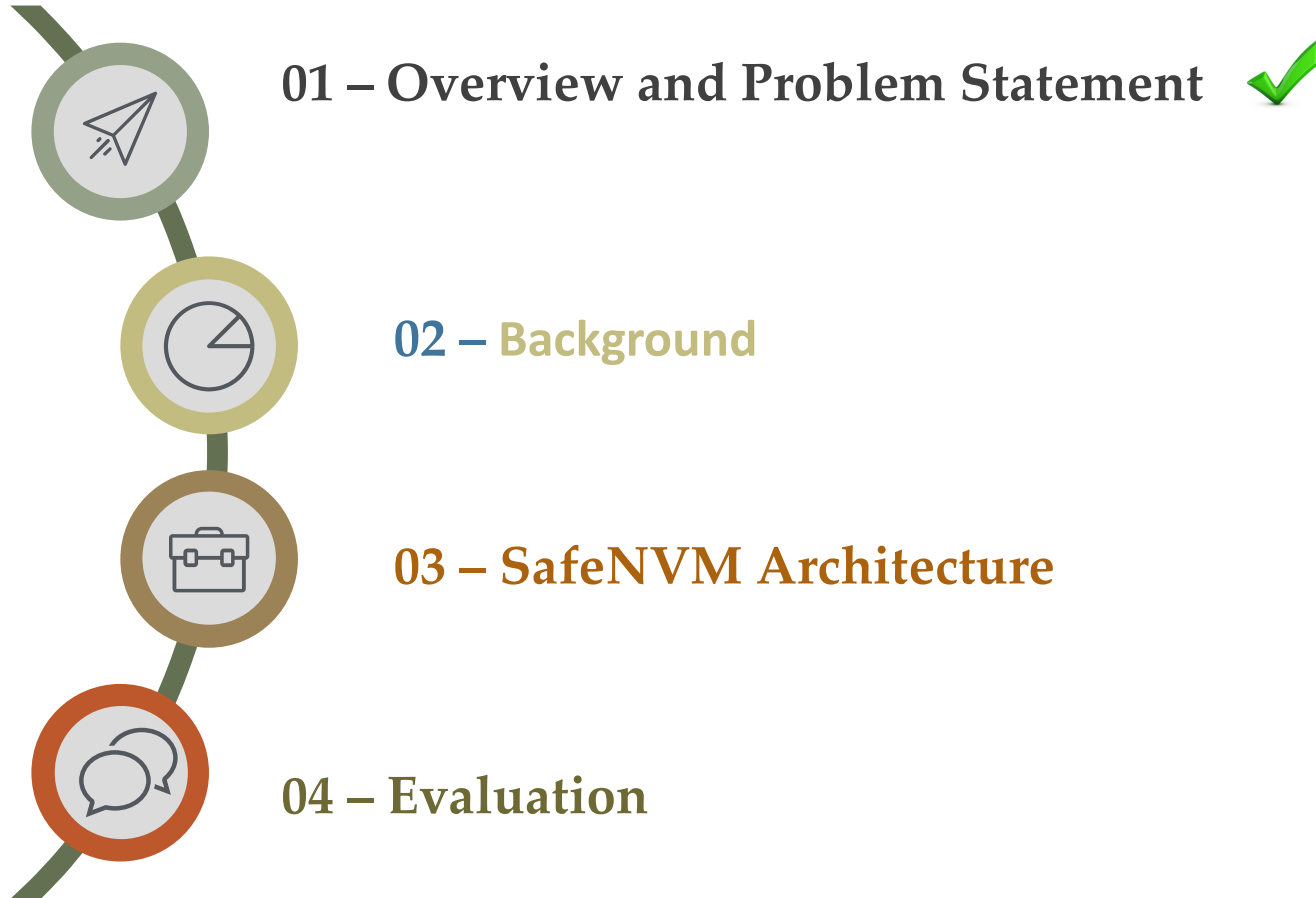 01 – Overview and Problem Statement
02 – Background
03 – SafeNVM Architecture
04 – Evaluation